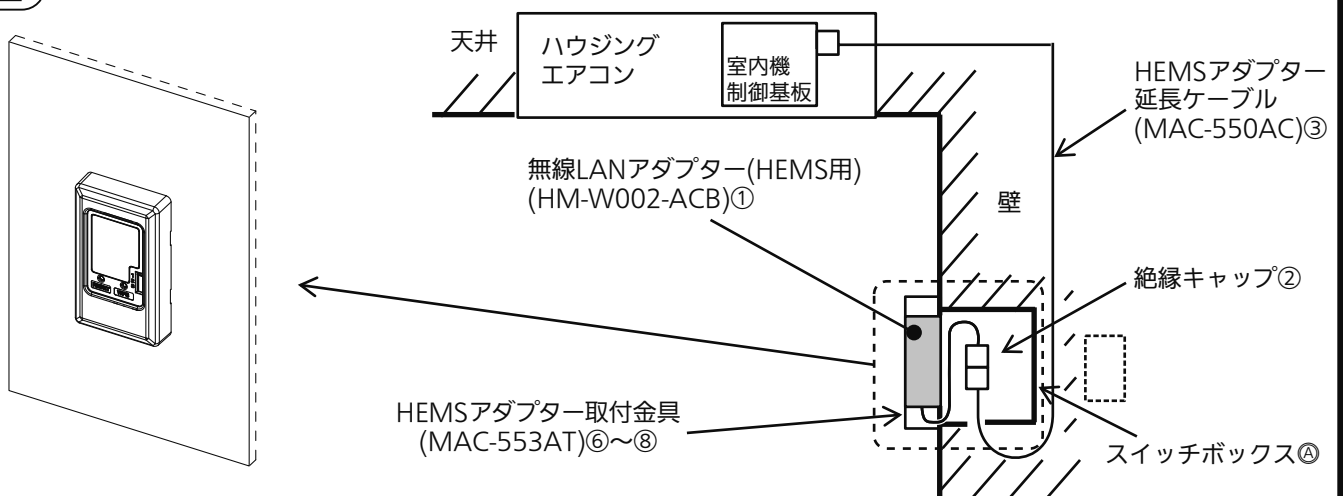 天井
ハウジング
エアコン
室内機
制御基板
HEMSアダプター
延長ケーブル
(MAC-550AC)③
無線LANアダプター(HEMS用)
(HM-W002-ACB)①
壁
絶縁キャップ②
HEMSアダプター取付金具
(MAC-553AT)⑥～⑧
スイッチボックスⒶ